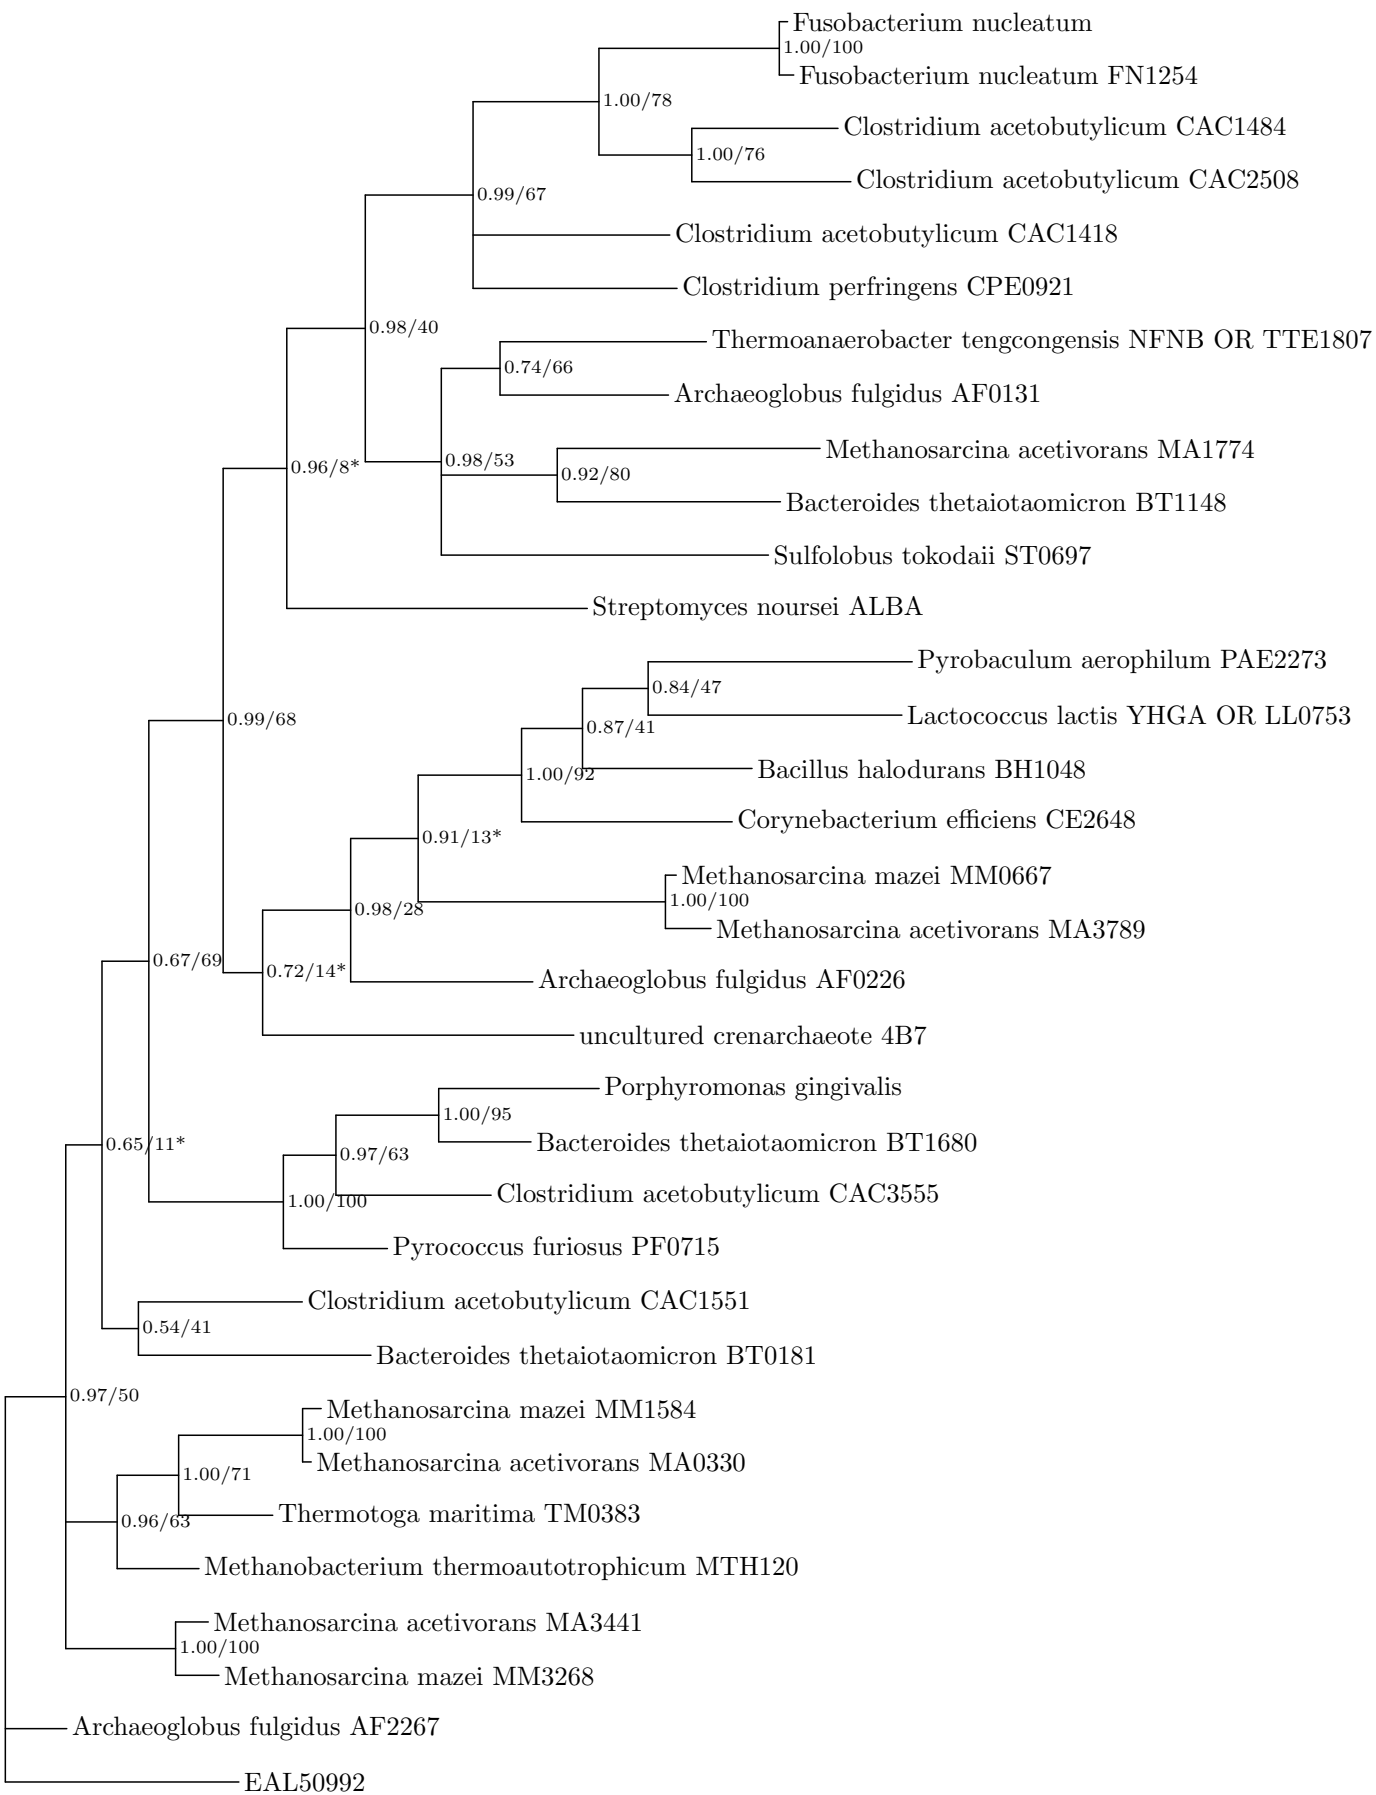 Fusobacterium nucleatum
1.00/100
Fusobacterium nucleatum FN1254
1.00/78
Clostridium acetobutylicum CAC1484
1.00/76
Clostridium acetobutylicum CAC2508
0.99/67
Clostridium acetobutylicum CAC1418
Clostridium perfringens CPE0921
0.98/40
Thermoanaerobacter tengcongensis NFNB OR TTE1807
0.74/66
Archaeoglobus fulgidus AF0131
Methanosarcina acetivorans MA1774
0.98/53
0.96/8*
0.92/80
Bacteroides thetaiotaomicron BT1148
Sulfolobus tokodaii ST0697
Streptomyces noursei ALBA
Pyrobaculum aerophilum PAE2273
0.84/47
Lactococcus lactis YHGA OR LL0753
0.99/68
0.87/41
Bacillus halodurans BH1048
1.00/92
Corynebacterium efficiens CE2648
0.91/13*
Methanosarcina mazei MM0667
1.00/100
0.98/28
Methanosarcina acetivorans MA3789
0.67/69
0.72/14*
Archaeoglobus fulgidus AF0226
uncultured crenarchaeote 4B7
Porphyromonas gingivalis
1.00/95
Bacteroides thetaiotaomicron BT1680
0.65/11*
0.97/63
Clostridium acetobutylicum CAC3555
1.00/100
Pyrococcus furiosus PF0715
Clostridium acetobutylicum CAC1551
0.54/41
Bacteroides thetaiotaomicron BT0181
0.97/50
Methanosarcina mazei MM1584
1.00/100
Methanosarcina acetivorans MA0330
1.00/71
Thermotoga maritima TM0383
0.96/63
Methanobacterium thermoautotrophicum MTH120
Methanosarcina acetivorans MA3441
1.00/100
Methanosarcina mazei MM3268
Archaeoglobus fulgidus AF2267
EAL50992